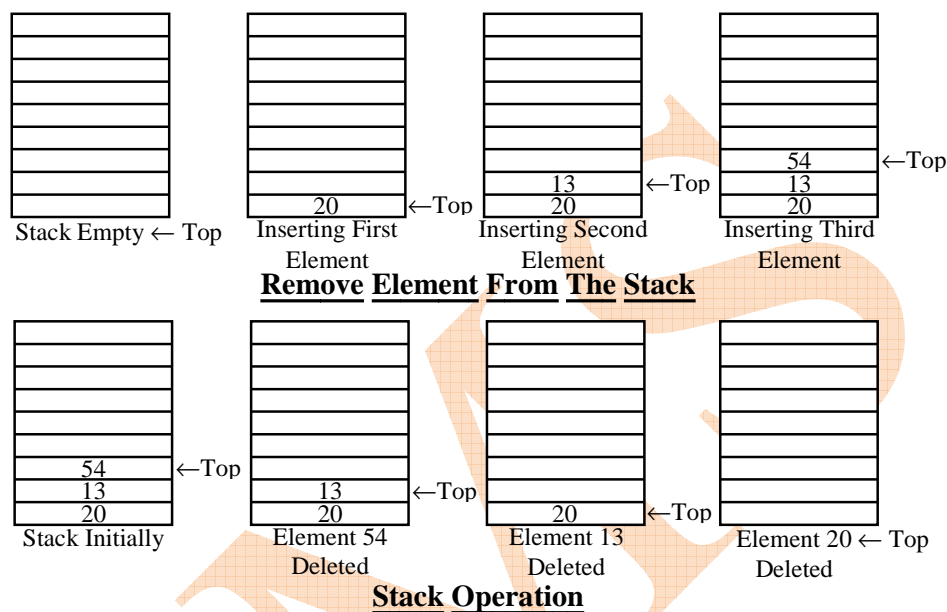 54 ←Top
13 ←Top 13
20 ←Top 20 20
Stack Empty ← Top Inserting First Inserting Second Inserting Third
Element Element Element
Remove Element From The Stack
54 ←Top
13 13 ←Top
20 20 20 ←Top
Stack Initially Element 54 Element 13 Element 20 ← Top
Deleted Deleted Deleted
Stack Operation